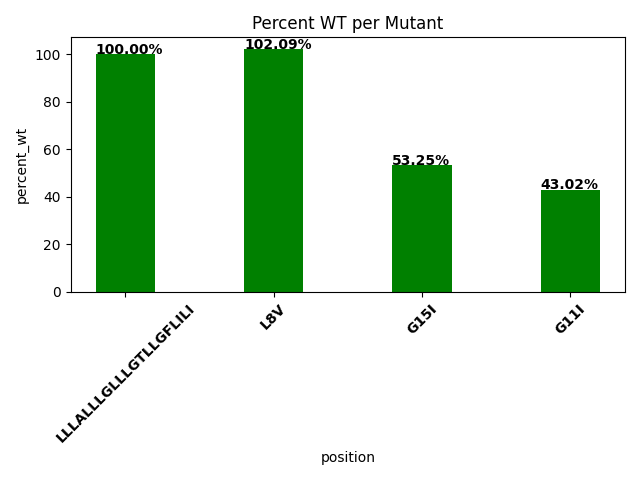 Percent WT per Mutant
100.00%
102.09%
53.25%
43.02%
percent_wt
100
80
60
40
20
0
LLLALLLGLLLGTLLGFLILI
L8V
G15I
G11I
position